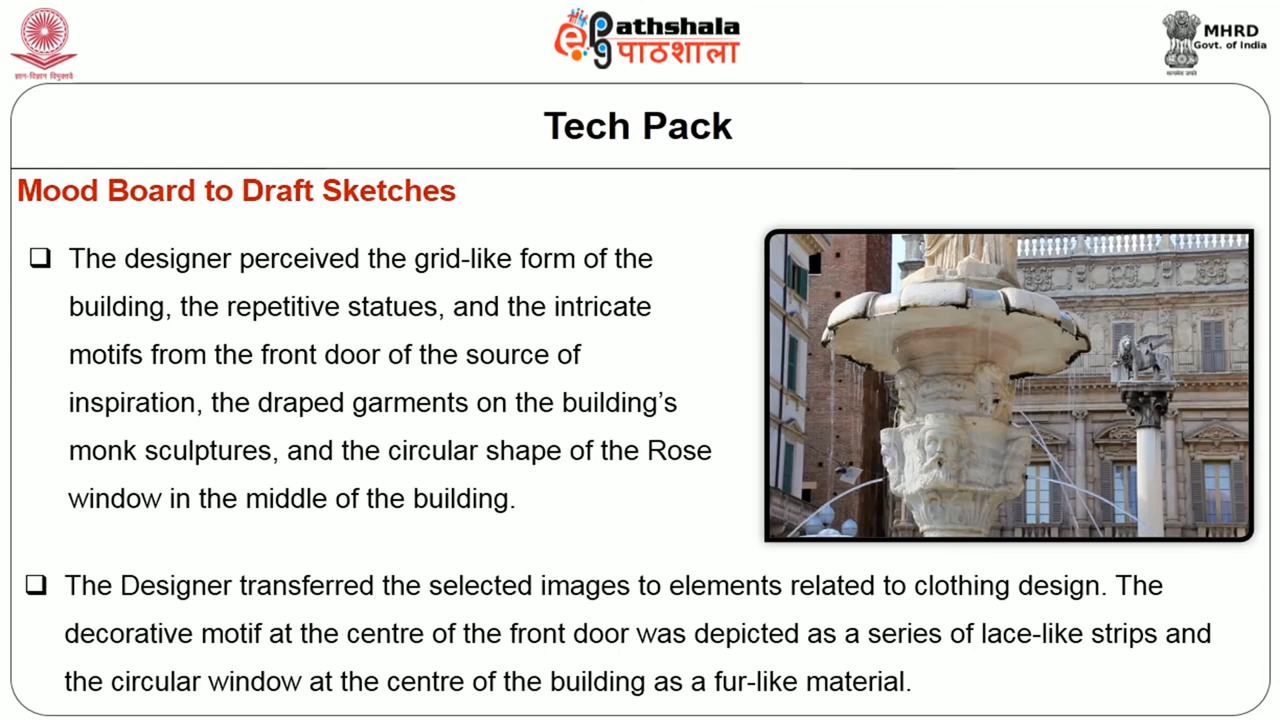 ज्ञान-विज्ञान विमुक्तये
ePathshala
पाठशाला
MHRD
Govt. of India
सत्यमेव जयते
Tech Pack
Mood Board to Draft Sketches
The designer perceived the grid-like form of the
building, the repetitive statues, and the intricate
motifs from the front door of the source of
inspiration, the draped garments on the building’s
monk sculptures, and the circular shape of the Rose
window in the middle of the building.
The Designer transferred the selected images to elements related to clothing design. The
decorative motif at the centre of the front door was depicted as a series of lace-like strips and
the circular window at the centre of the building as a fur-like material.